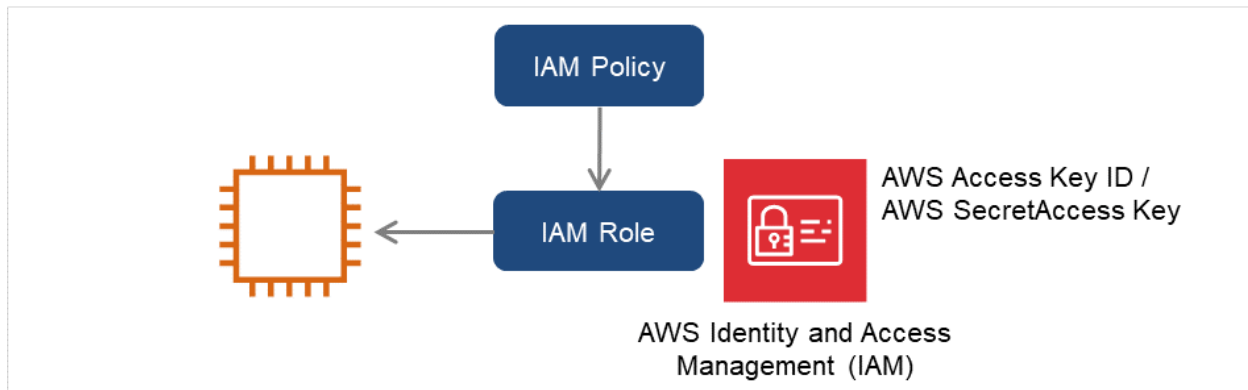 IAM Policy
IAM Role
AWS Access Key ID /
AWS SecretAccess Key
AWS Identity and Access
Management (IAM)